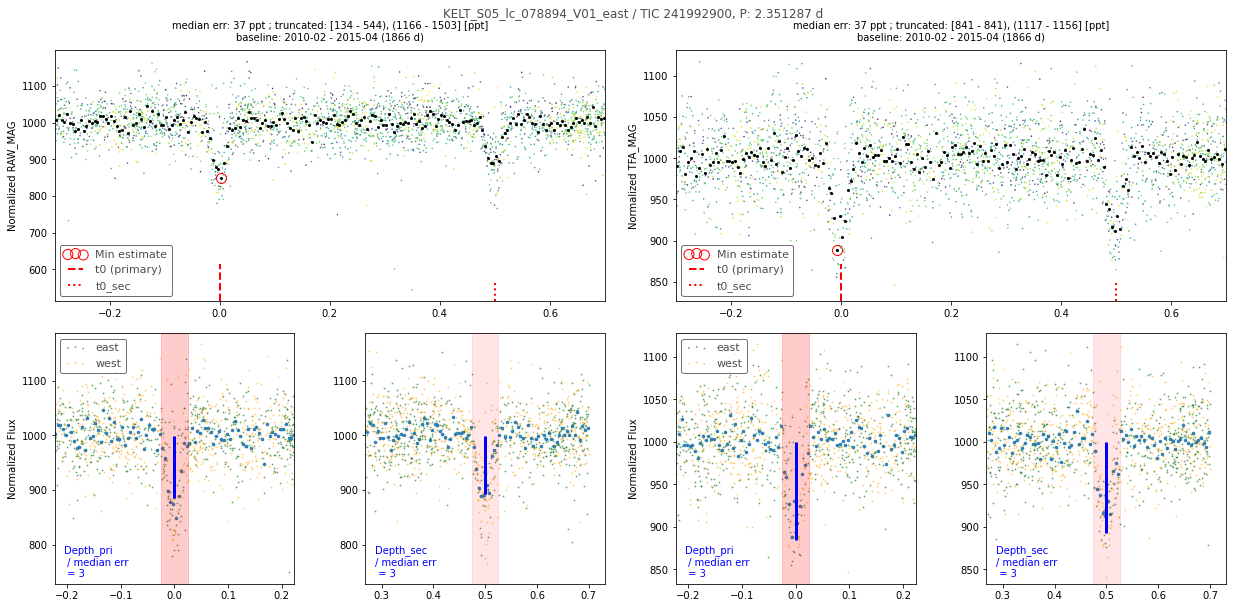 KELT_S05_lc_078894_V01_east / TIC 241992900, P: 2.351287 d
median err: 37 ppt ; truncated: [134 - 544), (1166 - 1503] [ppt]
baseline: 2010-02 - 2015-04 (1866 d)
median err: 37 ppt ; truncated: [841 - 841), (1117 - 1156] [ppt]
baseline: 2010-02 - 2015-04 (1866 d)
Normalized RAW_MAG
1100
1000
900
800
700
600
Min estimate
t0 (primary)
t0_sec
−0.2
0.0
0.2
0.4
0.6
Normalized TFA_MAG
1100
1050
1000
950
900
850
Min estimate
t0 (primary)
t0_sec
−0.2
0.0
0.2
0.4
0.6
Normalized Flux
1100
1000
900
800
east
west
Depth_pri
/ median err
= 3
−0.2
−0.1
0.0
0.1
0.2
1100
1000
900
800
Depth_sec
/ median err
= 3
0.3
0.4
0.5
0.6
0.7
Normalized Flux
1100
1050
1000
950
900
850
east
west
Depth_pri
/ median err
= 3
−0.2
−0.1
0.0
0.1
0.2
1100
1050
1000
950
900
850
Depth_sec
/ median err
= 3
0.3
0.4
0.5
0.6
0.7